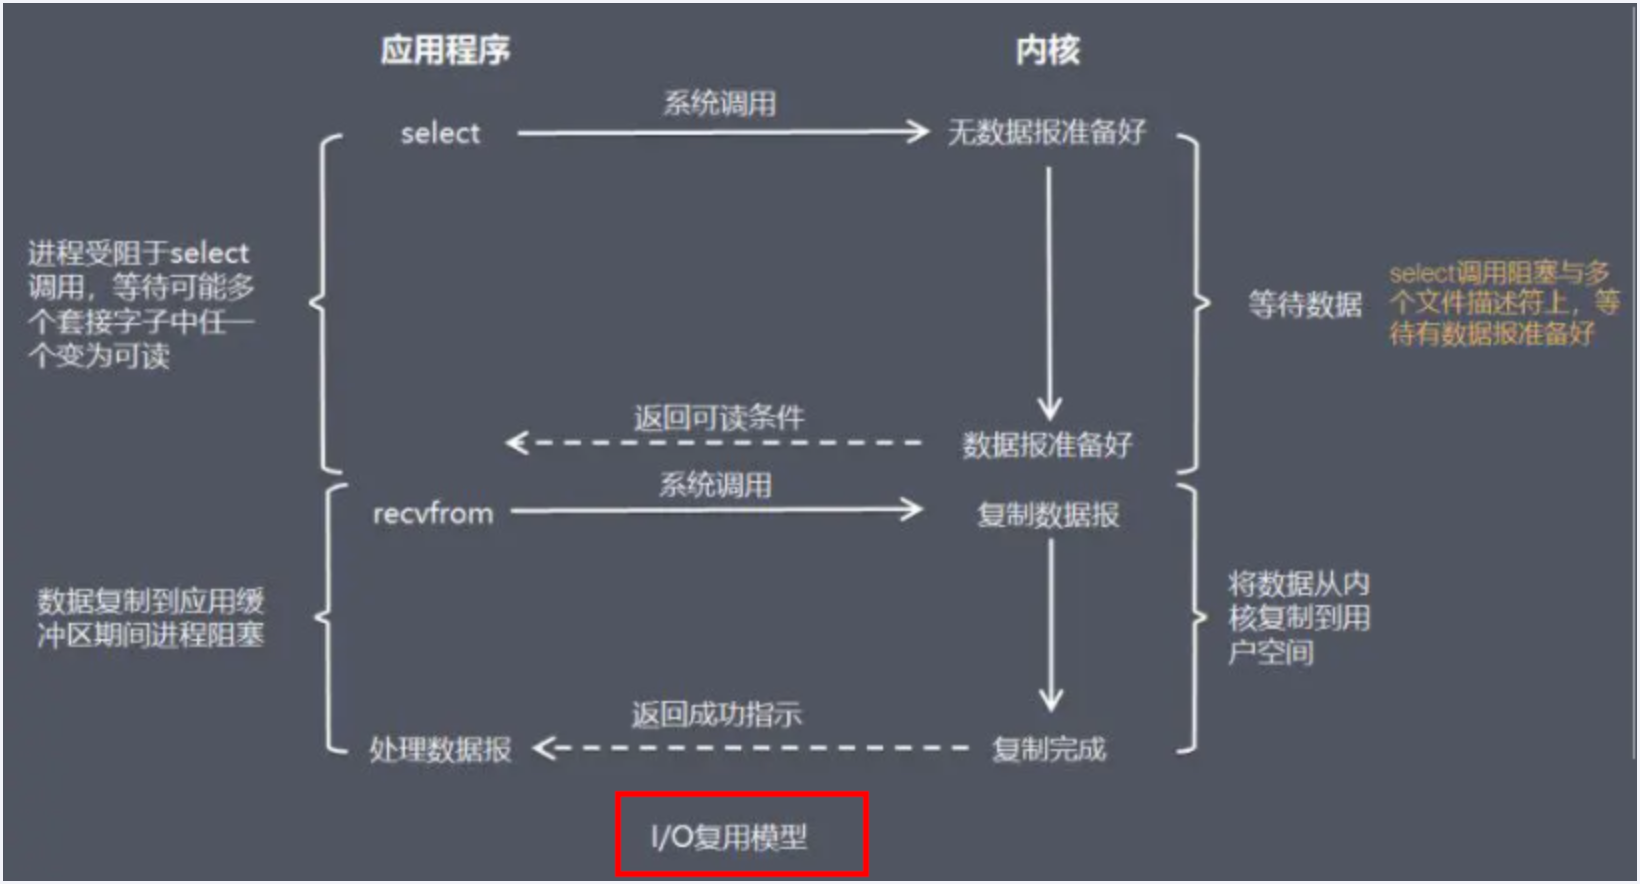 应用程序
内核
系统调用
select
无数据报准备好
进程受阻于select
调用，等待可能多
个套接字子中任一
个变为可读
等待数据
select调用阻塞与多
个文件描述符上，等
待有数据报准备好
返回可读条件
数据报准备好
系统调用
recvfrom
复制数据报
数据复制到应用缓
冲区期间进程阻塞
将数据从内
核复制到用
户空间
返回成功指示
处理数据报
复制完成
I/O复用模型